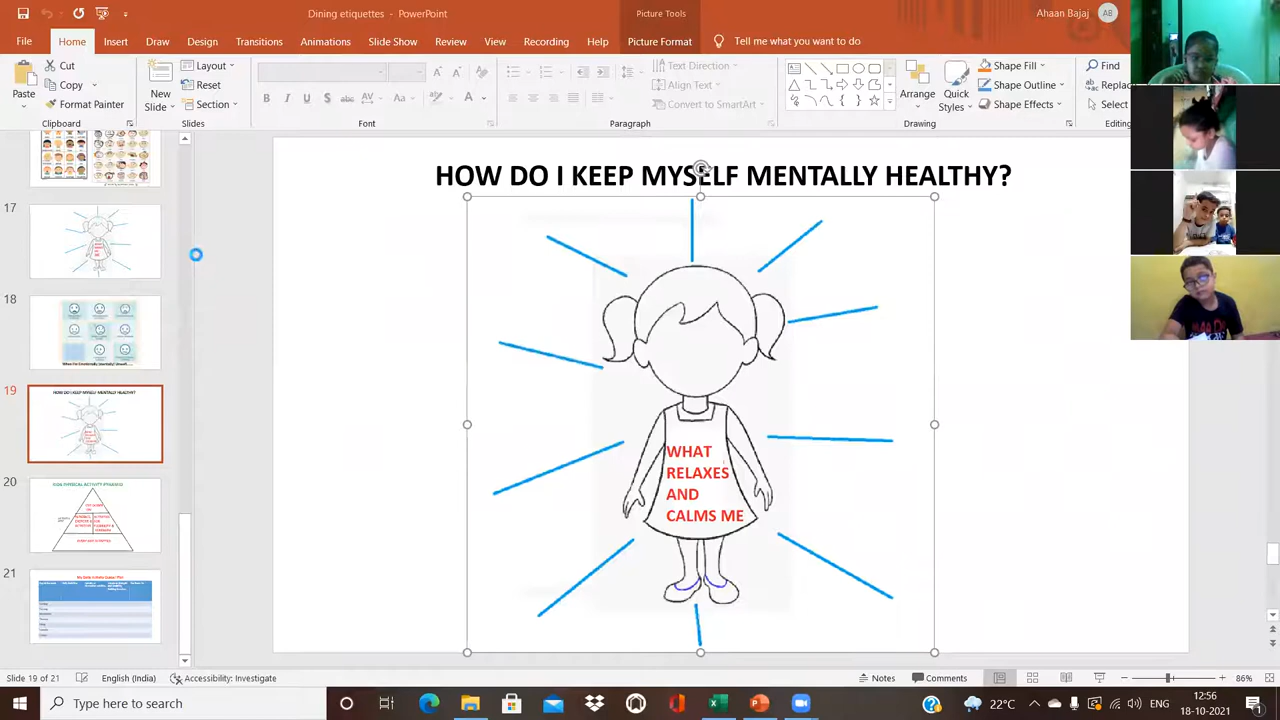 Dining etiquettes - PowerPoint
Picture Tools
Ahaan Bajaj
AB
File Home Insert Draw Design Transitions Animations Slide Show Review View Recording Help Picture Format Tell me what you want to do
Paste
Cut
Copy
Format Painter
Clipboard
New
Slide
Layout
Reset
Section
Slides
Font
Text Direction
Align Text
Convert to SmartArt
Paragraph
Arrange
Quick
Styles
Shape Fill
Shape Outline
Shape Effects
Drawing
Find
Replace
Select
Editing
17
18
19
20
21
HOW DO I KEEP MYSELF MENTALLY HEALTHY?
WHAT
RELAXES
AND
CALMS ME
Slide 19 of 21 English (India) Accessibility: Investigate Notes Comments 86%
Type here to search
22°C ENG 12:56
18-10-2021